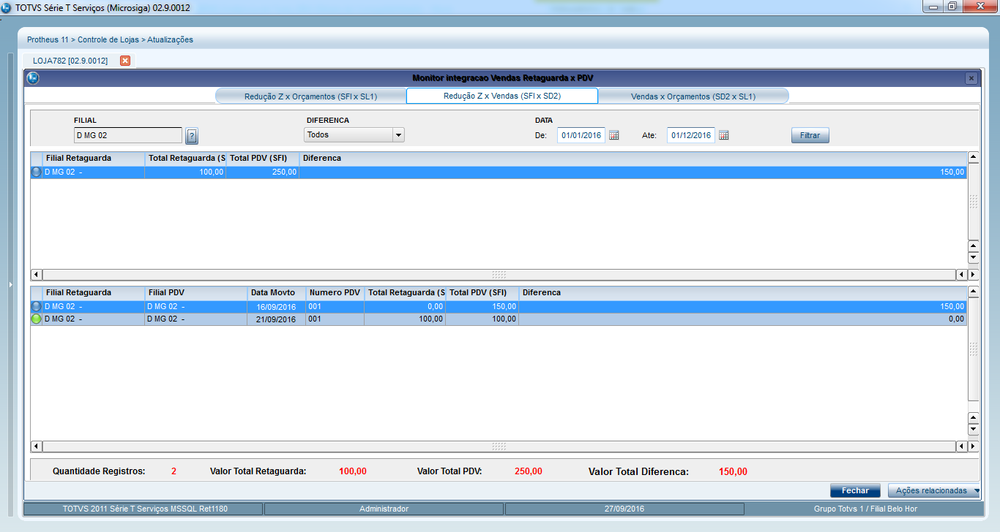 TOTVS Série T Serviços (Microsiga) 02.9.0012
Protheus 11 > Controle de Lojas > Atualizações
LOJA782 [02.9.0012]
Monitor integracao Vendas Retaguarda x PDV
Redução Z x Orçamentos (SFI x SL1) Redução Z x Vendas (SFI x SD2) Vendas x Orçamentos (SD2 x SL1)
FILIAL DIFERENCA DATA
D MG 02 ? Todos De: 01/01/2016 Ate: 01/12/2016 Filtrar
Filial Retaguarda Total Retaguarda (S Total PDV (SFI) Diferenca
D MG 02 - 100,00 250,00 150,00
Filial Retaguarda Filial PDV Data Movto Numero PDV Total Retaguarda (S Total PDV (SFI) Diferenca
D MG 02 - D MG 02 - 16/09/2016 001 0,00 150,00 150,00
D MG 02 - D MG 02 - 21/09/2016 001 100,00 100,00 0,00
Quantidade Registros: 2 Valor Total Retaguarda: 100,00 Valor Total PDV: 250,00 Valor Total Diferenca: 150,00
Fechar Ações relacionadas
TOTVS 2011 Série T Serviços MSSQL Ret1180 Administrador 27/09/2016 Grupo Totvs 1 / Filial Belo Hor